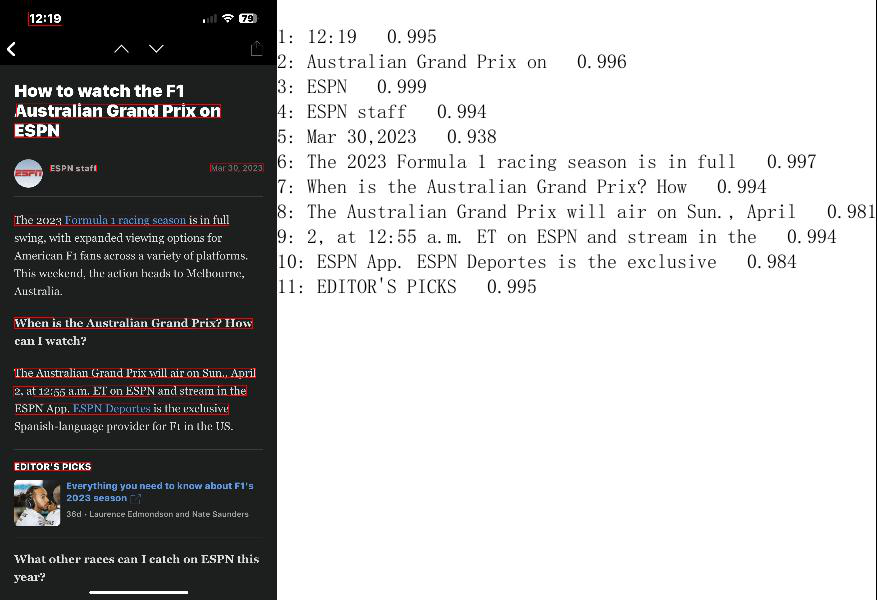 12:19
79
How to watch the F1
Australian Grand Prix on
ESPN
ESPN
ESPN staff
Mar 30, 2023
The 2023 Formula 1 racing season is in full
swing, with expanded viewing options for
American F1 fans across a variety of platforms.
This weekend, the action heads to Melbourne,
Australia.
When is the Australian Grand Prix? How
can I watch?
The Australian Grand Prix will air on Sun., April
2, at 12:55 a.m. ET on ESPN and stream in the
ESPN App. ESPN Deportes is the exclusive
Spanish-language provider for F1 in the US.
EDITOR'S PICKS
Everything you need to know about F1's
2023 season
36d • Laurence Edmondson and Nate Saunders
What other races can I catch on ESPN this
year?
1: 12:19 0.995
2: Australian Grand Prix on 0.996
3: ESPN 0.999
4: ESPN staff 0.994
5: Mar 30,2023 0.938
6: The 2023 Formula 1 racing season is in full 0.997
7: When is the Australian Grand Prix? How 0.994
8: The Australian Grand Prix will air on Sun., April 0.981
9: 2, at 12:55 a.m. ET on ESPN and stream in the 0.994
10: ESPN App. ESPN Deportes is the exclusive 0.984
11: EDITOR'S PICKS 0.995